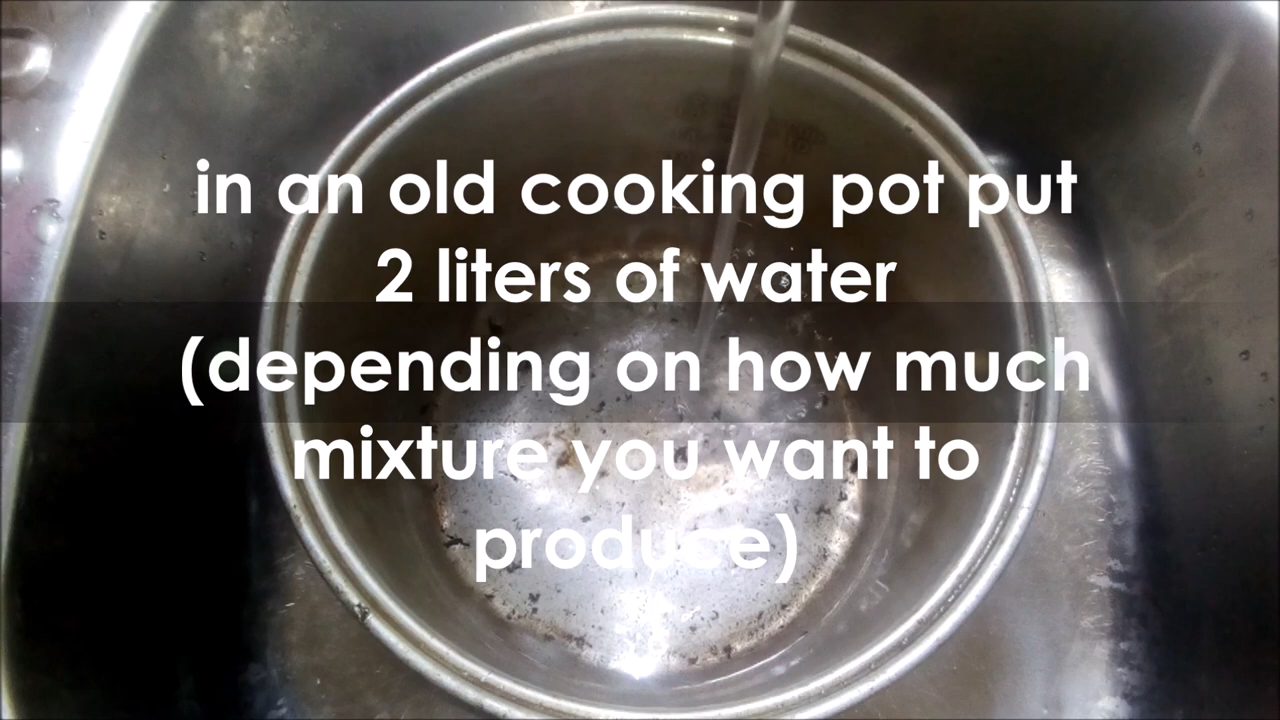 in an old cooking pot put
2 liters of water
(depending on how much
mixture you want to
produce)